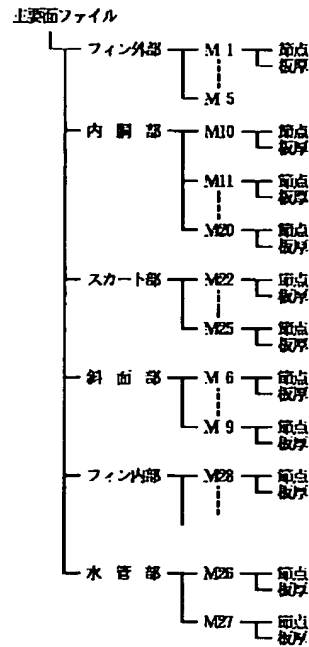 主要面ファイル
フィン外部 M 1 節点
板厚
M 5
内 胴 部 M10 節点
板厚
M11 節点
板厚
M20 節点
板厚
スカート部 M22 節点
板厚
M25 節点
板厚
斜 面 部 M 6 節点
板厚
M 9 節点
板厚
フィン内部 M28 節点
板厚
水 管 部 M26 節点
板厚
M27 節点
板厚